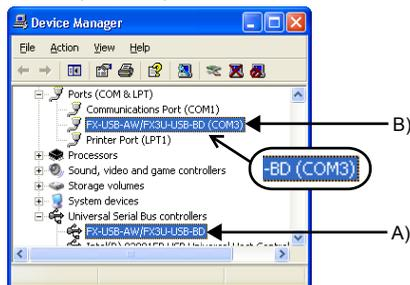 Device Manager
File Action View Help
Ports (COM & LPT)
Communications Port (COM1)
FX-USB-AW/FX3U-USB-BD (COM3)
B)
Printer Port (LPT1)
-BD (COM3)
Processors
Sound, video and game controllers
Storage volumes
System devices
Universal Serial Bus controllers
FX-USB-AW/FX3U-USB-BD
A)